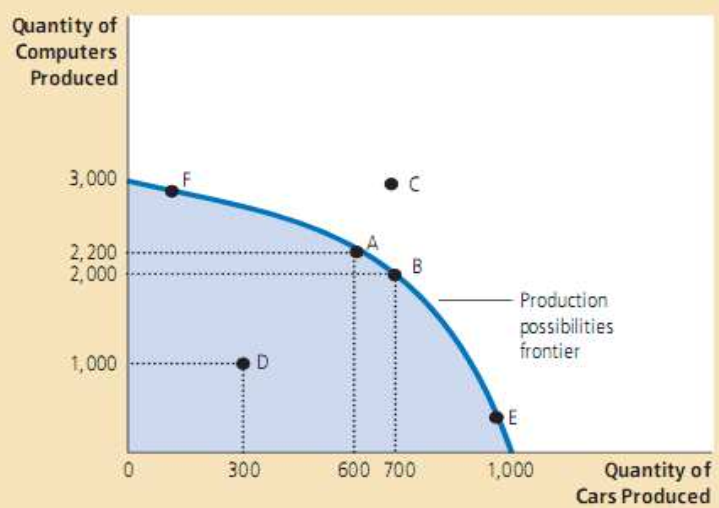 Quantity of
Computers
Produced
3,000
F
C
2,200
A
2,000
B
Production
possibilities
frontier
1,000
D
E
0
300
600
700
1,000
Quantity of
Cars Produced